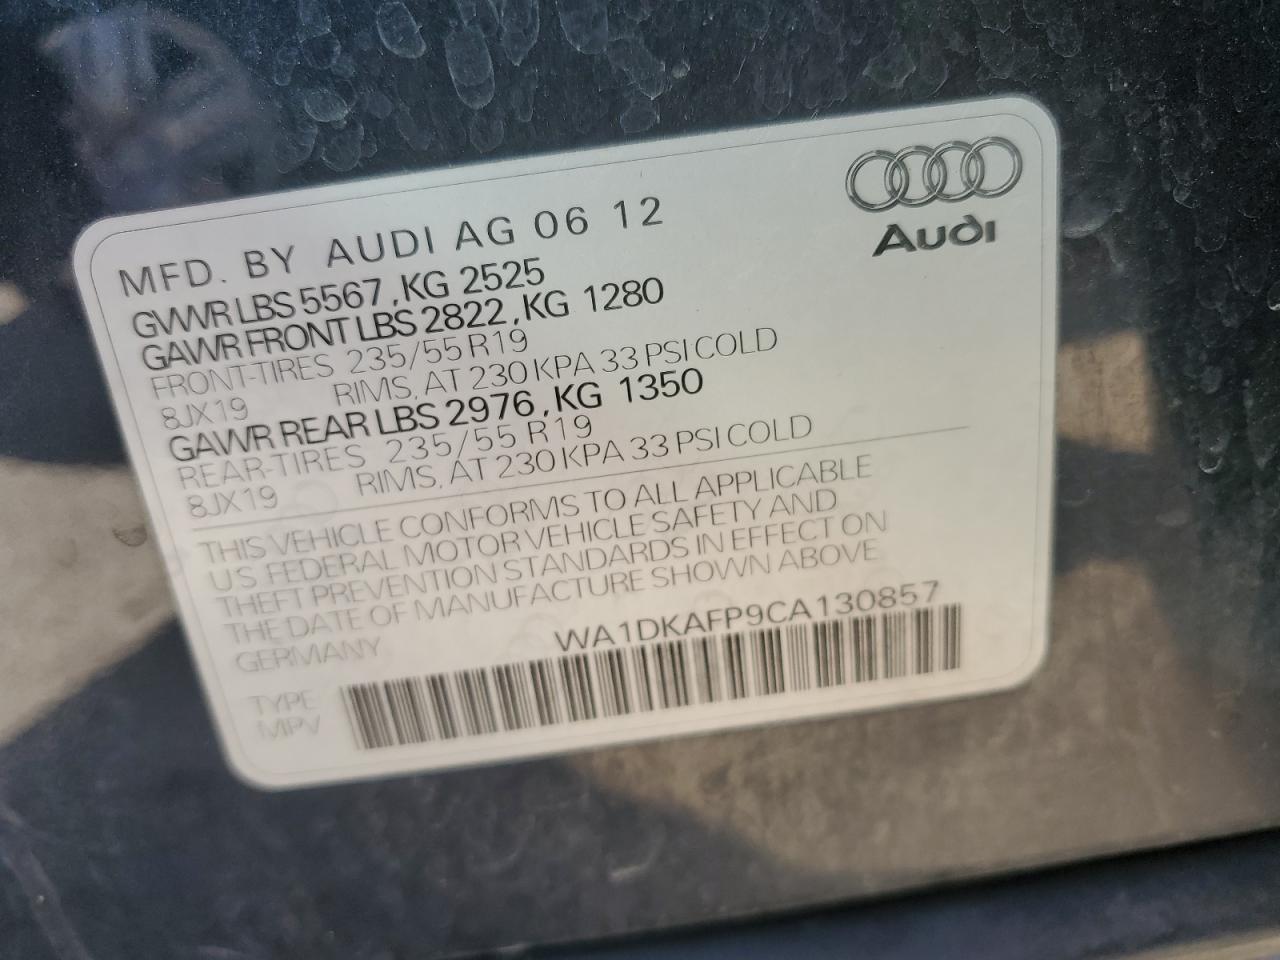 Audi
MFD. BY AUDI AG 06 12
GVWR LBS 5567, KG 2525
GAWR FRONT LBS 2822, KG 1280
FRONT-TIRES 235/55 R19
8JX19 RIMS, AT 230 KPA 33 PSI COLD
GAWR REAR LBS 2976, KG 1350
REAR-TIRES 235/55 R19
8JX19 RIMS, AT 230 KPA 33 PSI COLD
THIS VEHICLE CONFORMS TO ALL APPLICABLE
US FEDERAL MOTOR VEHICLE SAFETY AND
THEFT PREVENTION STANDARDS IN EFFECT ON
THE DATE OF MANUFACTURE SHOWN ABOVE
GERMANY WA1DKAFP9CA130857
TYPE
MPV